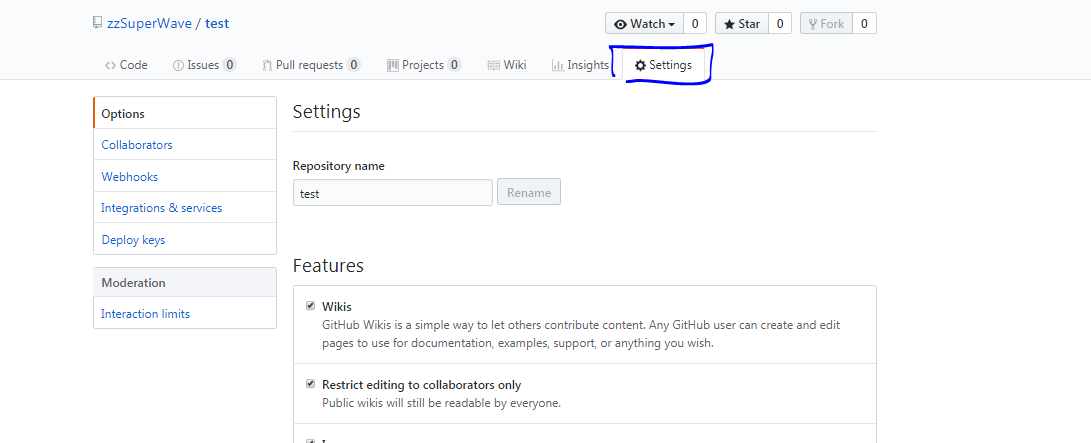 zzSuperWave / test
Watch 0 Star 0 Fork 0
Code Issues 0 Pull requests 0 Projects 0 Wiki Insights Settings
Options
Collaborators
Webhooks
Integrations & services
Deploy keys
Moderation
Interaction limits
Settings
Repository name
test Rename
Features
Wikis
GitHub Wikis is a simple way to let others contribute content. Any GitHub user can create and edit
pages to use for documentation, examples, support, or anything you wish.
Restrict editing to collaborators only
Public wikis will still be readable by everyone.